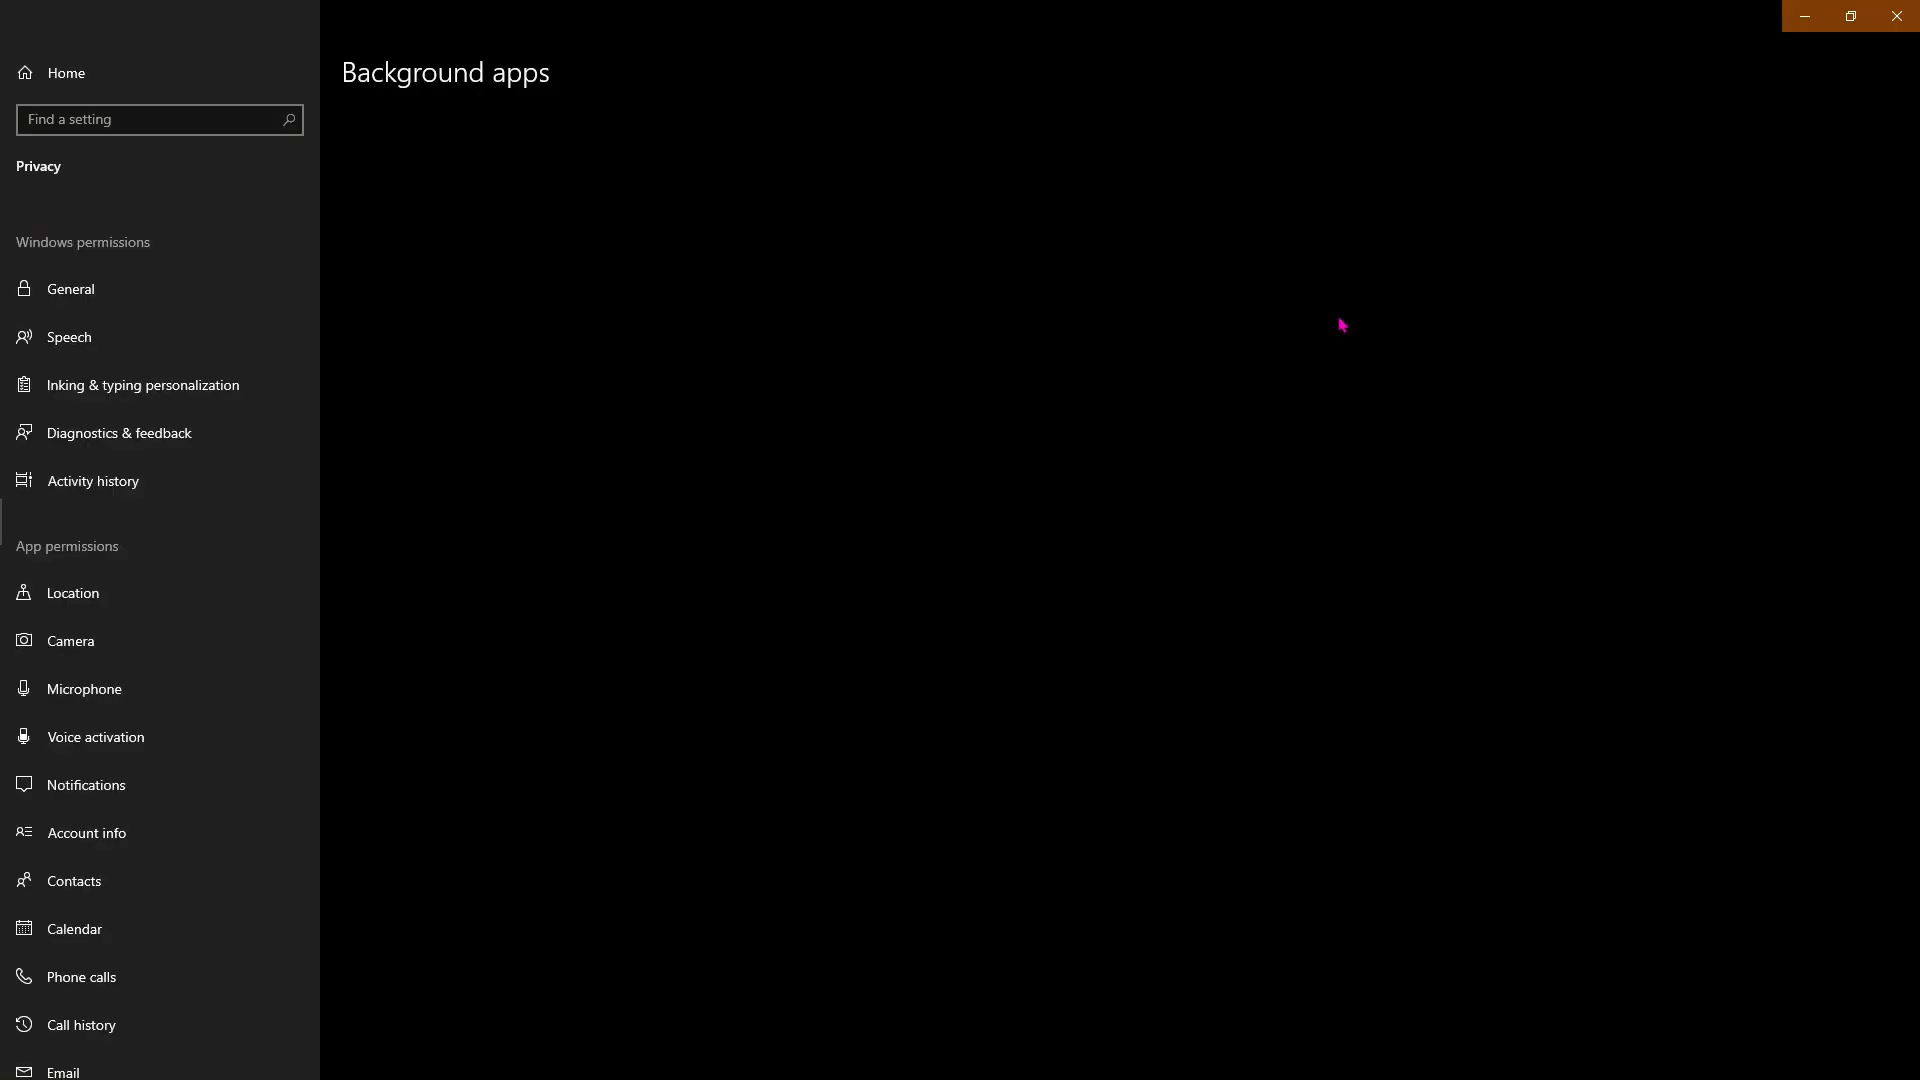 Home
Background apps
Find a setting
Privacy
Windows permissions
General
Speech
Inking & typing personalization
Diagnostics & feedback
Activity history
App permissions
Location
Camera
Microphone
Voice activation
Notifications
Account info
Contacts
Calendar
Phone calls
Call history
Email